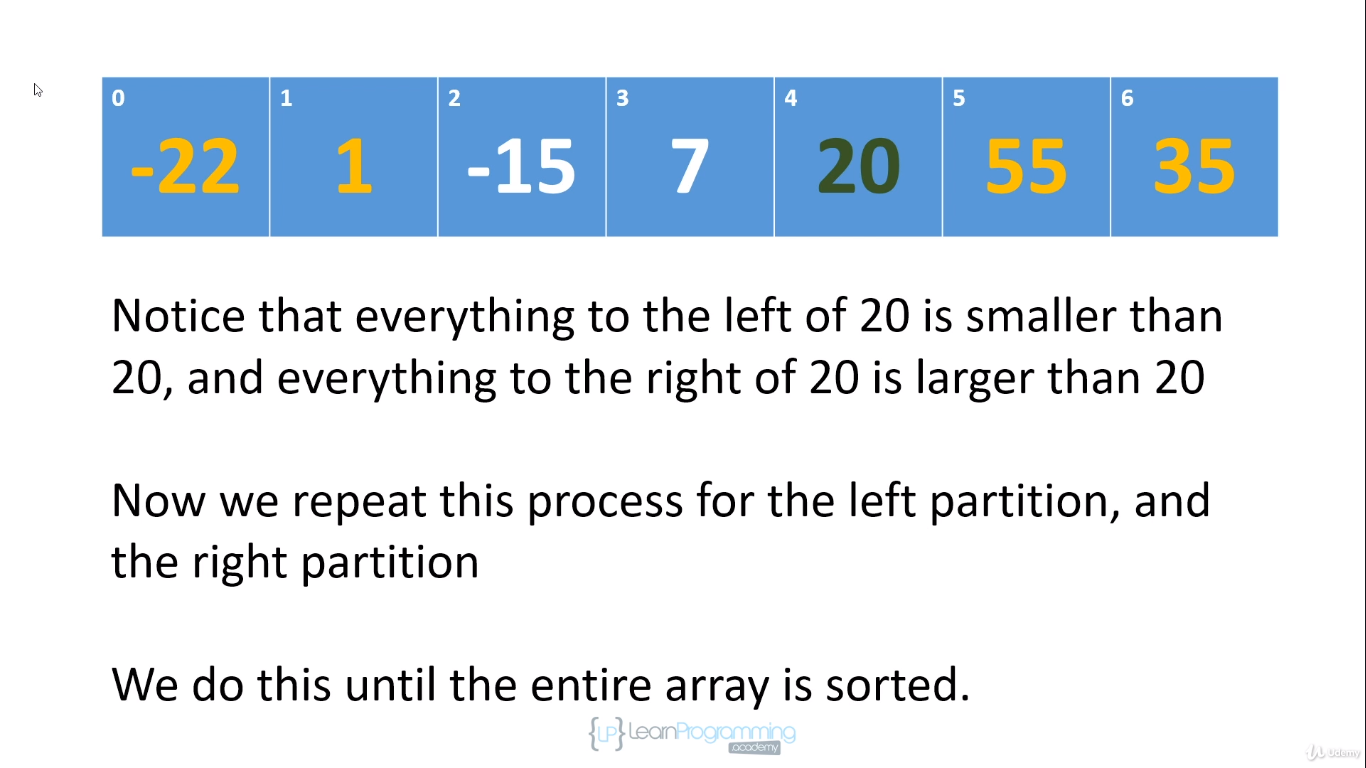 0 1 2 3 4 5 6
-22 1 -15 7 20 55 35
Notice that everything to the left of 20 is smaller than
20, and everything to the right of 20 is larger than 20
Now we repeat this process for the left partition, and
the right partition
We do this until the entire array is sorted.
{LP} LearnProgramming
.academy
Udemy